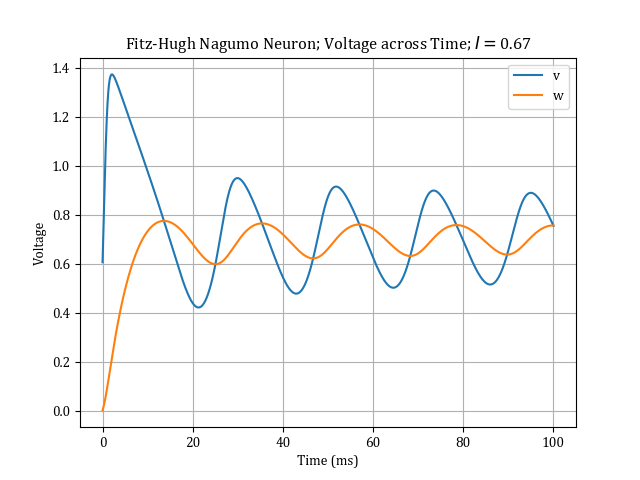 Fitz-Hugh Nagumo Neuron; Voltage across Time; I = 0.67
v
w
Voltage
1.4
1.2
1.0
0.8
0.6
0.4
0.2
0.0
0 20 40 60 80 100
Time (ms)